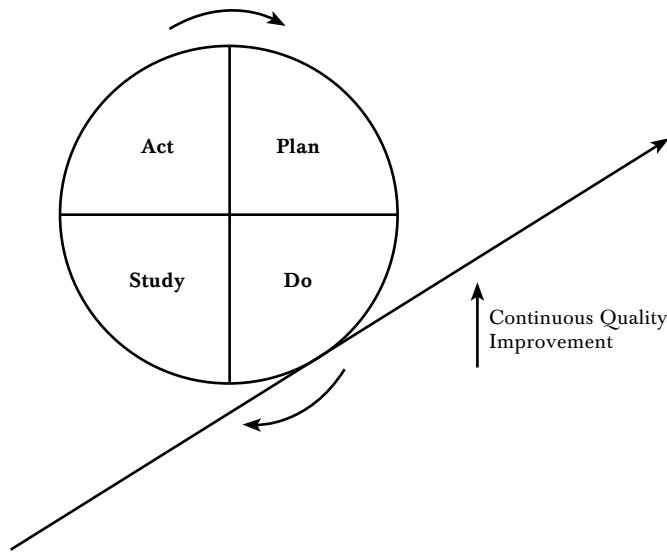 Act
Plan
Study
Do
Continuous Quality
Improvement